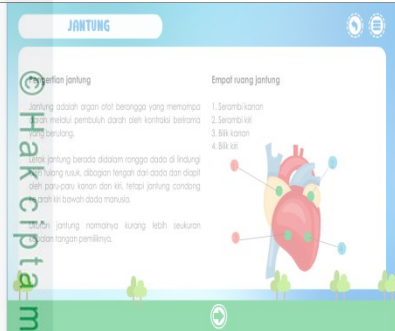 JANTUNG
Pengertian jantung
Jantung adalah organ otot berongga yang memompa
darah melalui pembuluh darah oleh kontraksi berirama
yang berulang.
Letak jantung berada didalam rongga dada di lindungi
oleh tulang rusuk, dibagian tengah dari dada dan diapit
oleh paru-paru kanan dan kiri, tetapi jantung condong
ke arah kiri bawah dada manusia.
Ukuran jantung normalnya kurang lebih seukuran
kepalan tangan pemiliknya.
Empat ruang jantung
1. Serambi kanan
2. Serambi kiri
3. Bilik kanan
4. Bilik kiri
© Hak cipta m